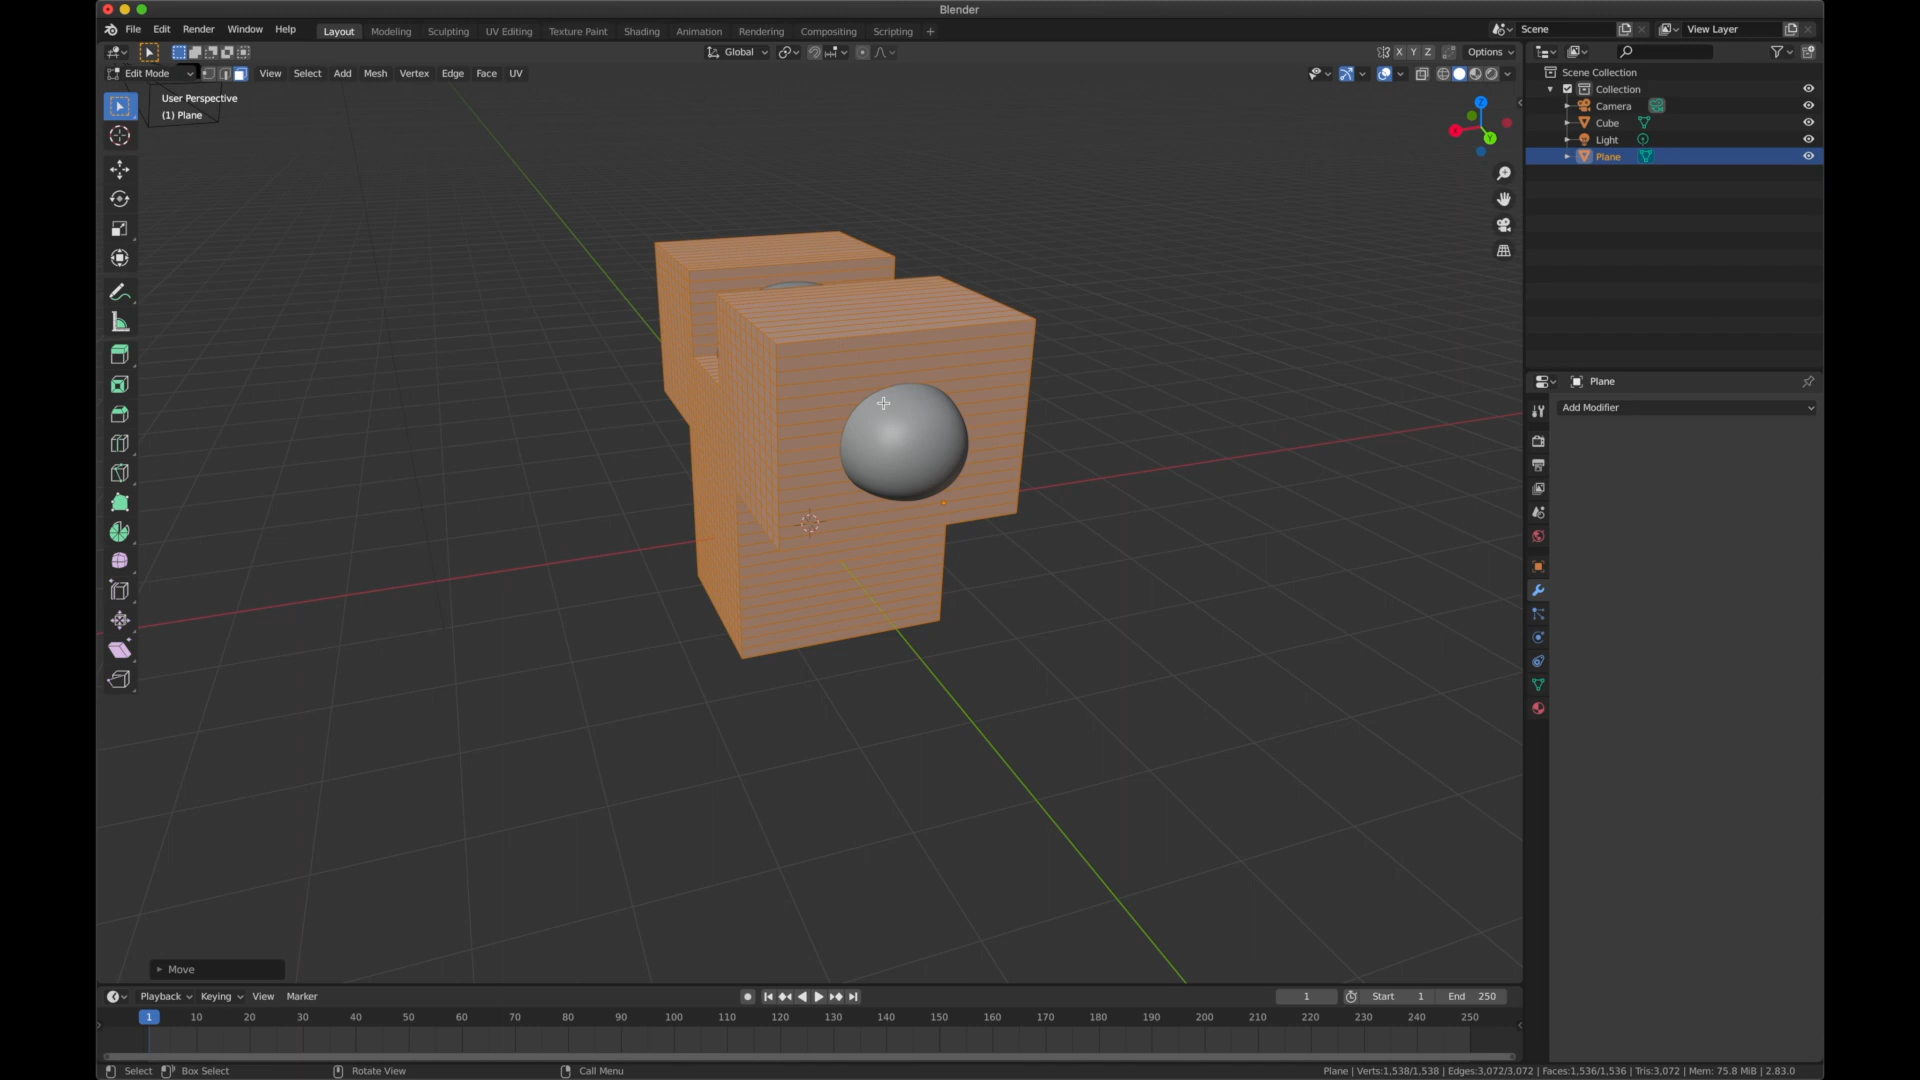 Blender
File Edit Render Window Help
Layout Modeling Sculpting UV Editing Texture Paint Shading Animation Rendering Compositing Scripting +
Scene
View Layer
Global
X Y Z
Options
Edit Mode
View Select Add Mesh Vertex Edge Face UV
User Perspective
(1) Plane
Z
X
Y
Scene Collection
Collection
Camera
Cube
Light
Plane
Plane
Add Modifier
Move
Playback Keying View Marker
1
Start 1
End 250
1 10 20 30 40 50 60 70 80 90 100 110 120 130 140 150 160 170 180 190 200 210 220 230 240 250
Select Box Select Rotate View Call Menu
Plane | Verts:1,538/1,538 | Edges:3,072/3,072 | Faces:1,536/1,536 | Tris:3,072 | Mem: 75.8 MiB | 2.83.0